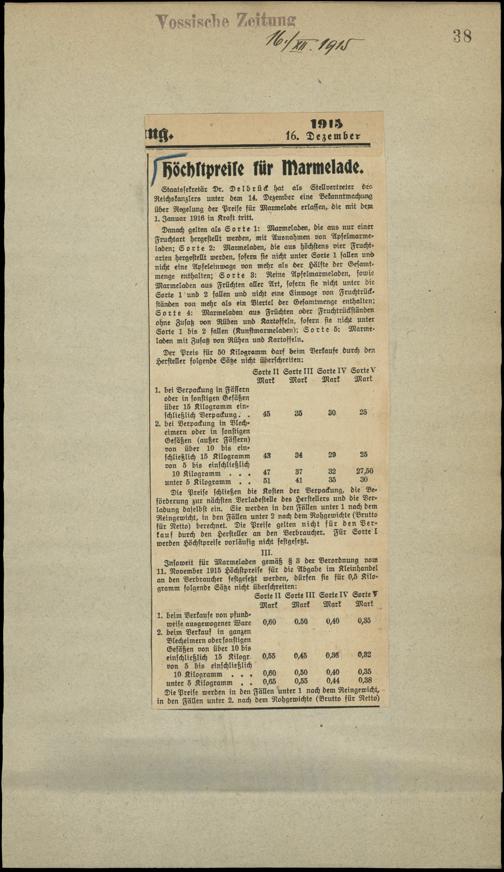 Vossische Zeitung
16./XII. 1915
38
ng.
1915
16. Dezember
Höchstpreise für Marmelade.
Staatssekretär Dr. Delbrück hat als Stellvertreter des
Reichskanzlers unter dem 14. Dezember eine Bekanntmachung
über Regelung der Preise für Marmelade erlassen, die mit dem
1. Januar 1916 in Kraft tritt.
Danach gelten als Sorte 1: Marmeladen, die aus nur einer
Fruchtart hergestellt werden, mit Ausnahmen von Apfelmarme-
laden; Sorte 2: Marmeladen, die aus höchstens vier Frucht-
arten hergestellt werden, sofern sie nicht unter Sorte 1 fallen und
nicht eine Apfeleinwage von mehr als der Hälfte der Gesamt-
menge enthalten; Sorte 3: Reine Apfelmarmeladen, sowie
Marmeladen aus Früchten aller Art, sofern sie nicht unter die
Sorte 1 und 2 fallen und nicht eine Einwage von Fruchtrück-
ständen von mehr als ein Viertel der Gesamtmenge enthalten;
Sorte 4: Marmeladen aus Früchten oder Fruchtrückständen
ohne Zusatz von Rüben und Kartoffeln, sofern sie nicht unter
Sorte 1 bis 2 fallen (Kunstmarmeladen); Sorte 5: Marme-
laden mit Zusatz von Rüben und Kartoffeln.
Der Preis für 50 Kilogramm darf beim Verkaufe durch den
Hersteller folgende Sätze nicht überschreiten:
Sorte II Sorte III Sorte IV Sorte V
Mark Mark Mark Mark
1. bei Verpackung in Fässern
oder in sonstigen Gefäßen
über 15 Kilogramm ein-
schließlich Verpackung . . 45 35 30 25
2. bei Verpackung in Blech-
eimern oder in sonstigen
Gefäßen (außer Fässern)
von über 10 bis ein-
schließlich 15 Kilogramm 43 34 29 25
von 5 bis einschließlich
10 Kilogramm . . . 47 37 32 27,50
unter 5 Kilogramm . . 51 41 35 30
Die Preise schließen die Kosten der Verpackung, die Be-
förderung zur nächsten Verladestelle des Herstellers und die Ver-
ladung daselbst ein. Sie werden in den Fällen unter 1 nach dem
Reingewicht, in den Fällen unter 2 nach dem Rohgewichte (Brutto
für Netto) berechnet. Die Preise gelten nicht für den Ver-
kauf durch den Hersteller an den Verbraucher. Für Sorte I
werden Höchstpreise vorläufig nicht festgesetzt.
III.
Insoweit für Marmeladen gemäß § 3 der Verordnung vom
11. November 1915 Höchstpreise für die Abgabe im Kleinhandel
an den Verbraucher festgesetzt werden, dürfen sie für 0,5 Kilo-
gramm folgende Sätze nicht überschreiten:
Sorte II Sorte III Sorte IV Sorte V
Mark Mark Mark Mark
1. beim Verkaufe von pfund-
weise ausgewogener Ware 0,60 0,50 0,40 0,35
2. beim Verkauf in ganzen
Blecheimern oder sonstigen
Gefäßen von über 10 bis
einschließlich 15 Kilogr. 0,55 0,45 0,36 0,32
von 5 bis einschließlich
10 Kilogramm . . . 0,60 0,50 0,40 0,35
unter 5 Kilogramm . . 0,65 0,55 0,44 0,38
Die Preise werden in den Fällen unter 1 nach dem Reingewicht,
in den Fällen unter 2. nach dem Rohgewichte (Brutto für Netto)